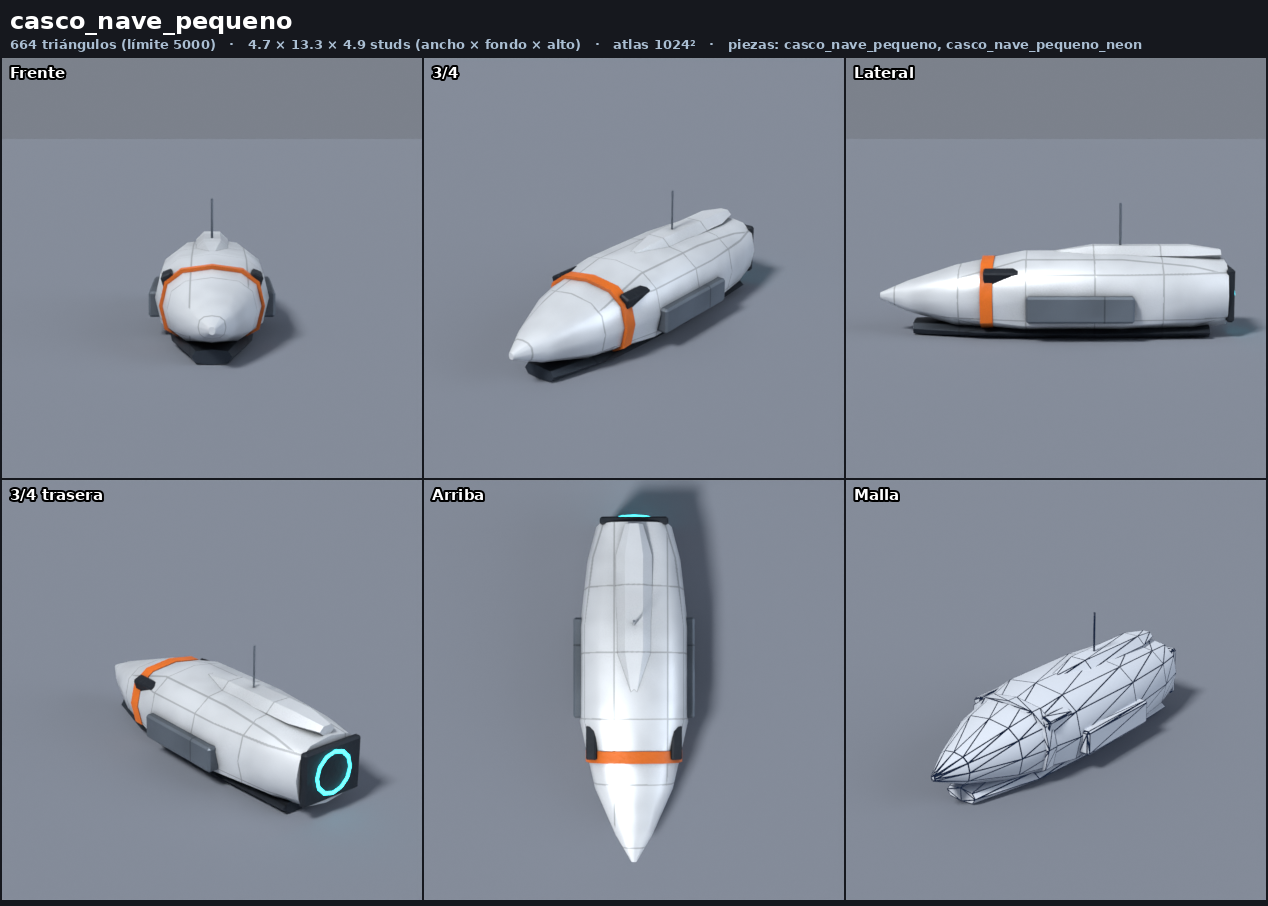 casco_nave_pequeno
664 triángulos (límite 5000) · 4.7 × 13.3 × 4.9 studs (ancho × fondo × alto) · atlas 1024² · piezas: casco_nave_pequeno, casco_nave_pequeno_neon
Frente
3/4
Lateral
3/4 trasera
Arriba
Malla